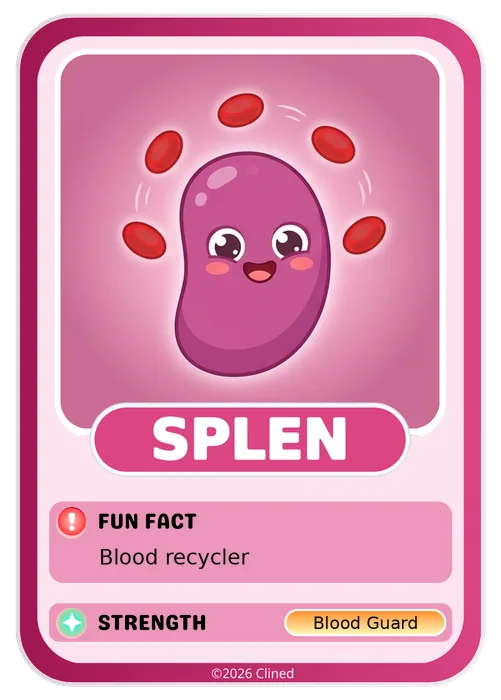 SPLEN
FUN FACT
Blood recycler
STRENGTH
Blood Guard
©2026 Clined